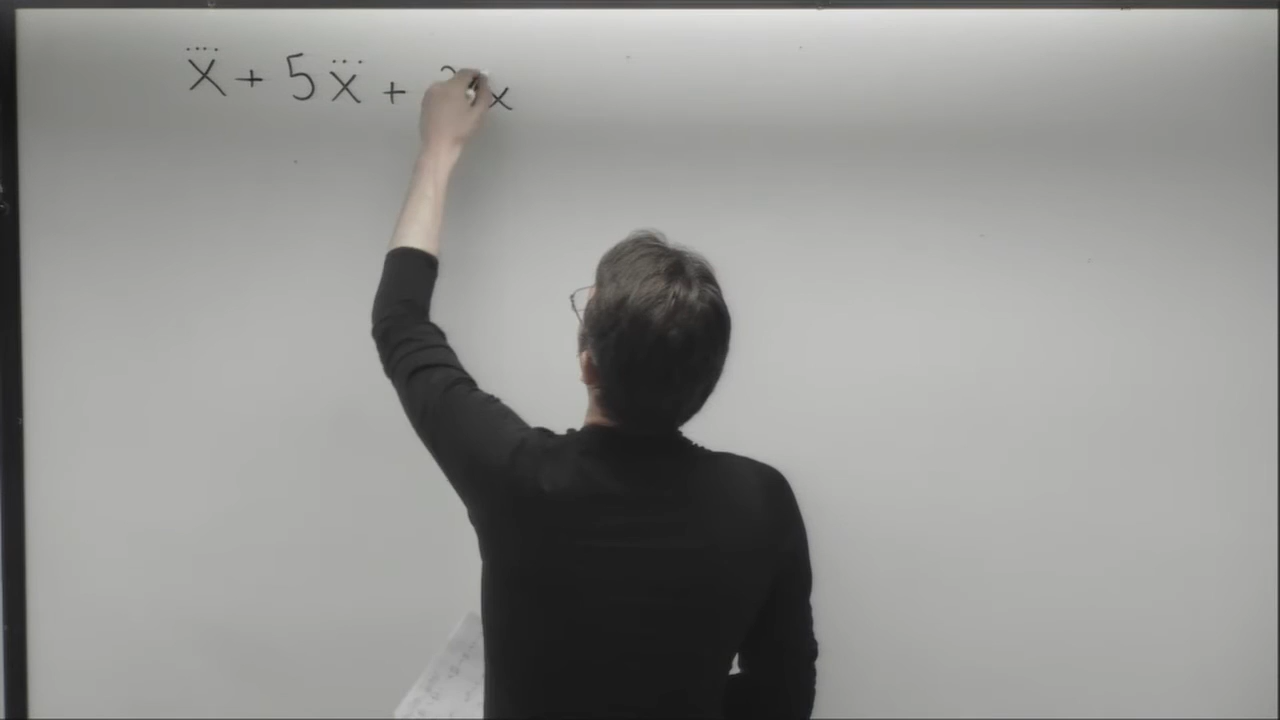 ẍ̈ + 5 x⃛ + x